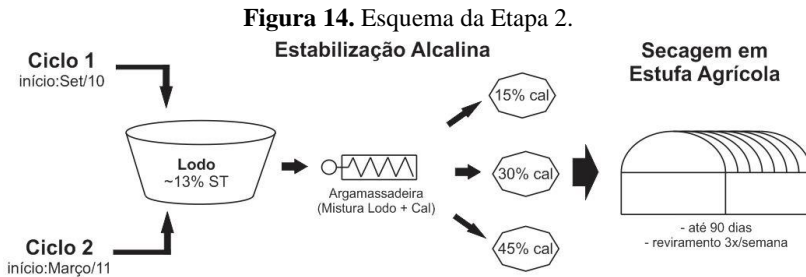 Figura 14. Esquema da Etapa 2.
Estabilização Alcalina
Secagem em
Estufa Agrícola
Ciclo 1
início:Set/10
Lodo
~13% ST
Ciclo 2
início:Março/11
Argamassadeira
(Mistura Lodo + Cal)
15% cal
30% cal
45% cal
- até 90 dias
- reviramento 3x/semana